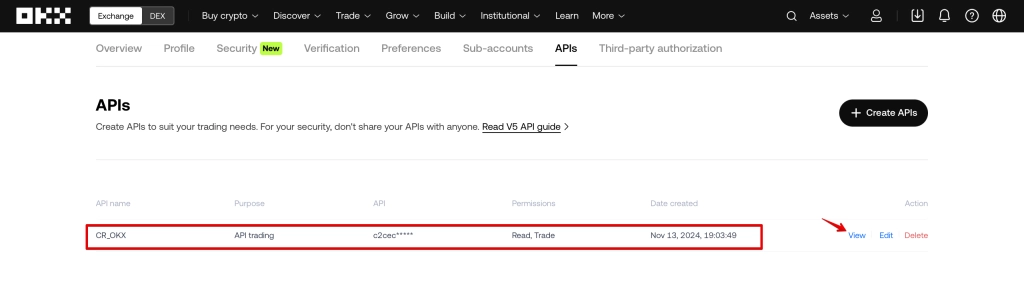 OKX Exchange DEX Buy crypto Discover Trade Grow Build Institutional Learn More Assets
Overview Profile Security New Verification Preferences Sub-accounts APIs Third-party authorization
APIs
Create APIs to suit your trading needs. For your security, don't share your APIs with anyone. Read V5 API guide
+ Create APIs
API name Purpose API Permissions Date created Action
CR_OKX API trading c2cec***** Read, Trade Nov 13, 2024, 19:03:49 View Edit Delete